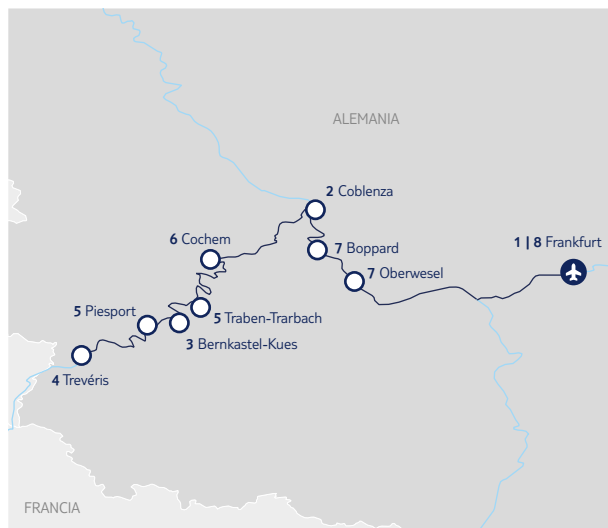 ALEMANIA
2 Coblenza
6 Cochem
7 Boppard
1 | 8 Frankfurt
7 Oberwesel
5 Piesport
5 Traben-Trarbach
3 Bernkastel-Kues
4 Trevéris
FRANCIA